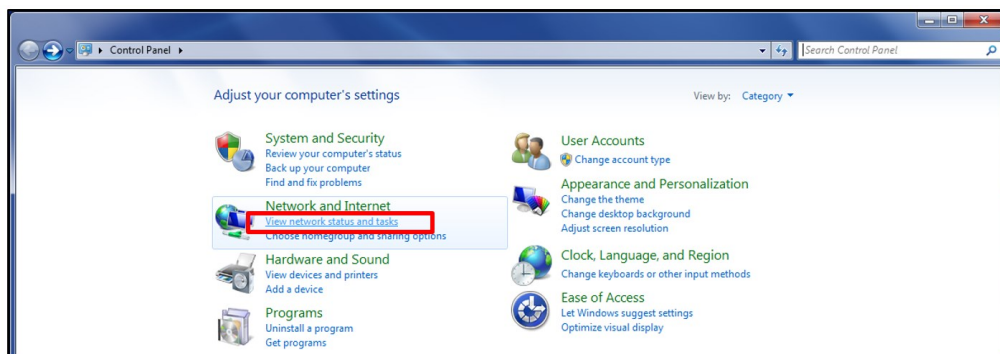 Control Panel
Search Control Panel
Adjust your computer's settings
View by: Category
System and Security
Review your computer's status
Back up your computer
Find and fix problems
Network and Internet
View network status and tasks
Choose homegroup and sharing options
Hardware and Sound
View devices and printers
Add a device
Programs
Uninstall a program
Get programs
User Accounts
Change account type
Appearance and Personalization
Change the theme
Change desktop background
Adjust screen resolution
Clock, Language, and Region
Change keyboards or other input methods
Ease of Access
Let Windows suggest settings
Optimize visual display